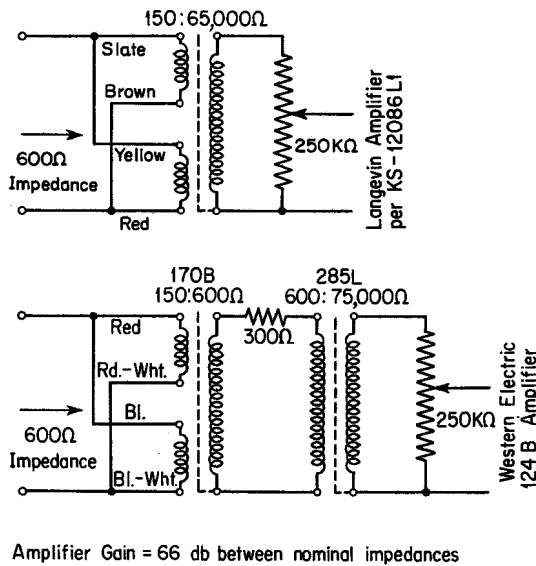 150:65,000Ω
Slate
Brown
600Ω
Impedance
Yellow
Red
250KΩ
Langevin Amplifier
per KS-12086 L1
170B
150:600Ω
285L
600:75,000Ω
Red
300Ω
Rd.-Wht.
Bl.
600Ω
Impedance
Bl.-Wht.
250KΩ
Western Electric
124 B Amplifier
Amplifier Gain = 66 db between nominal impedances